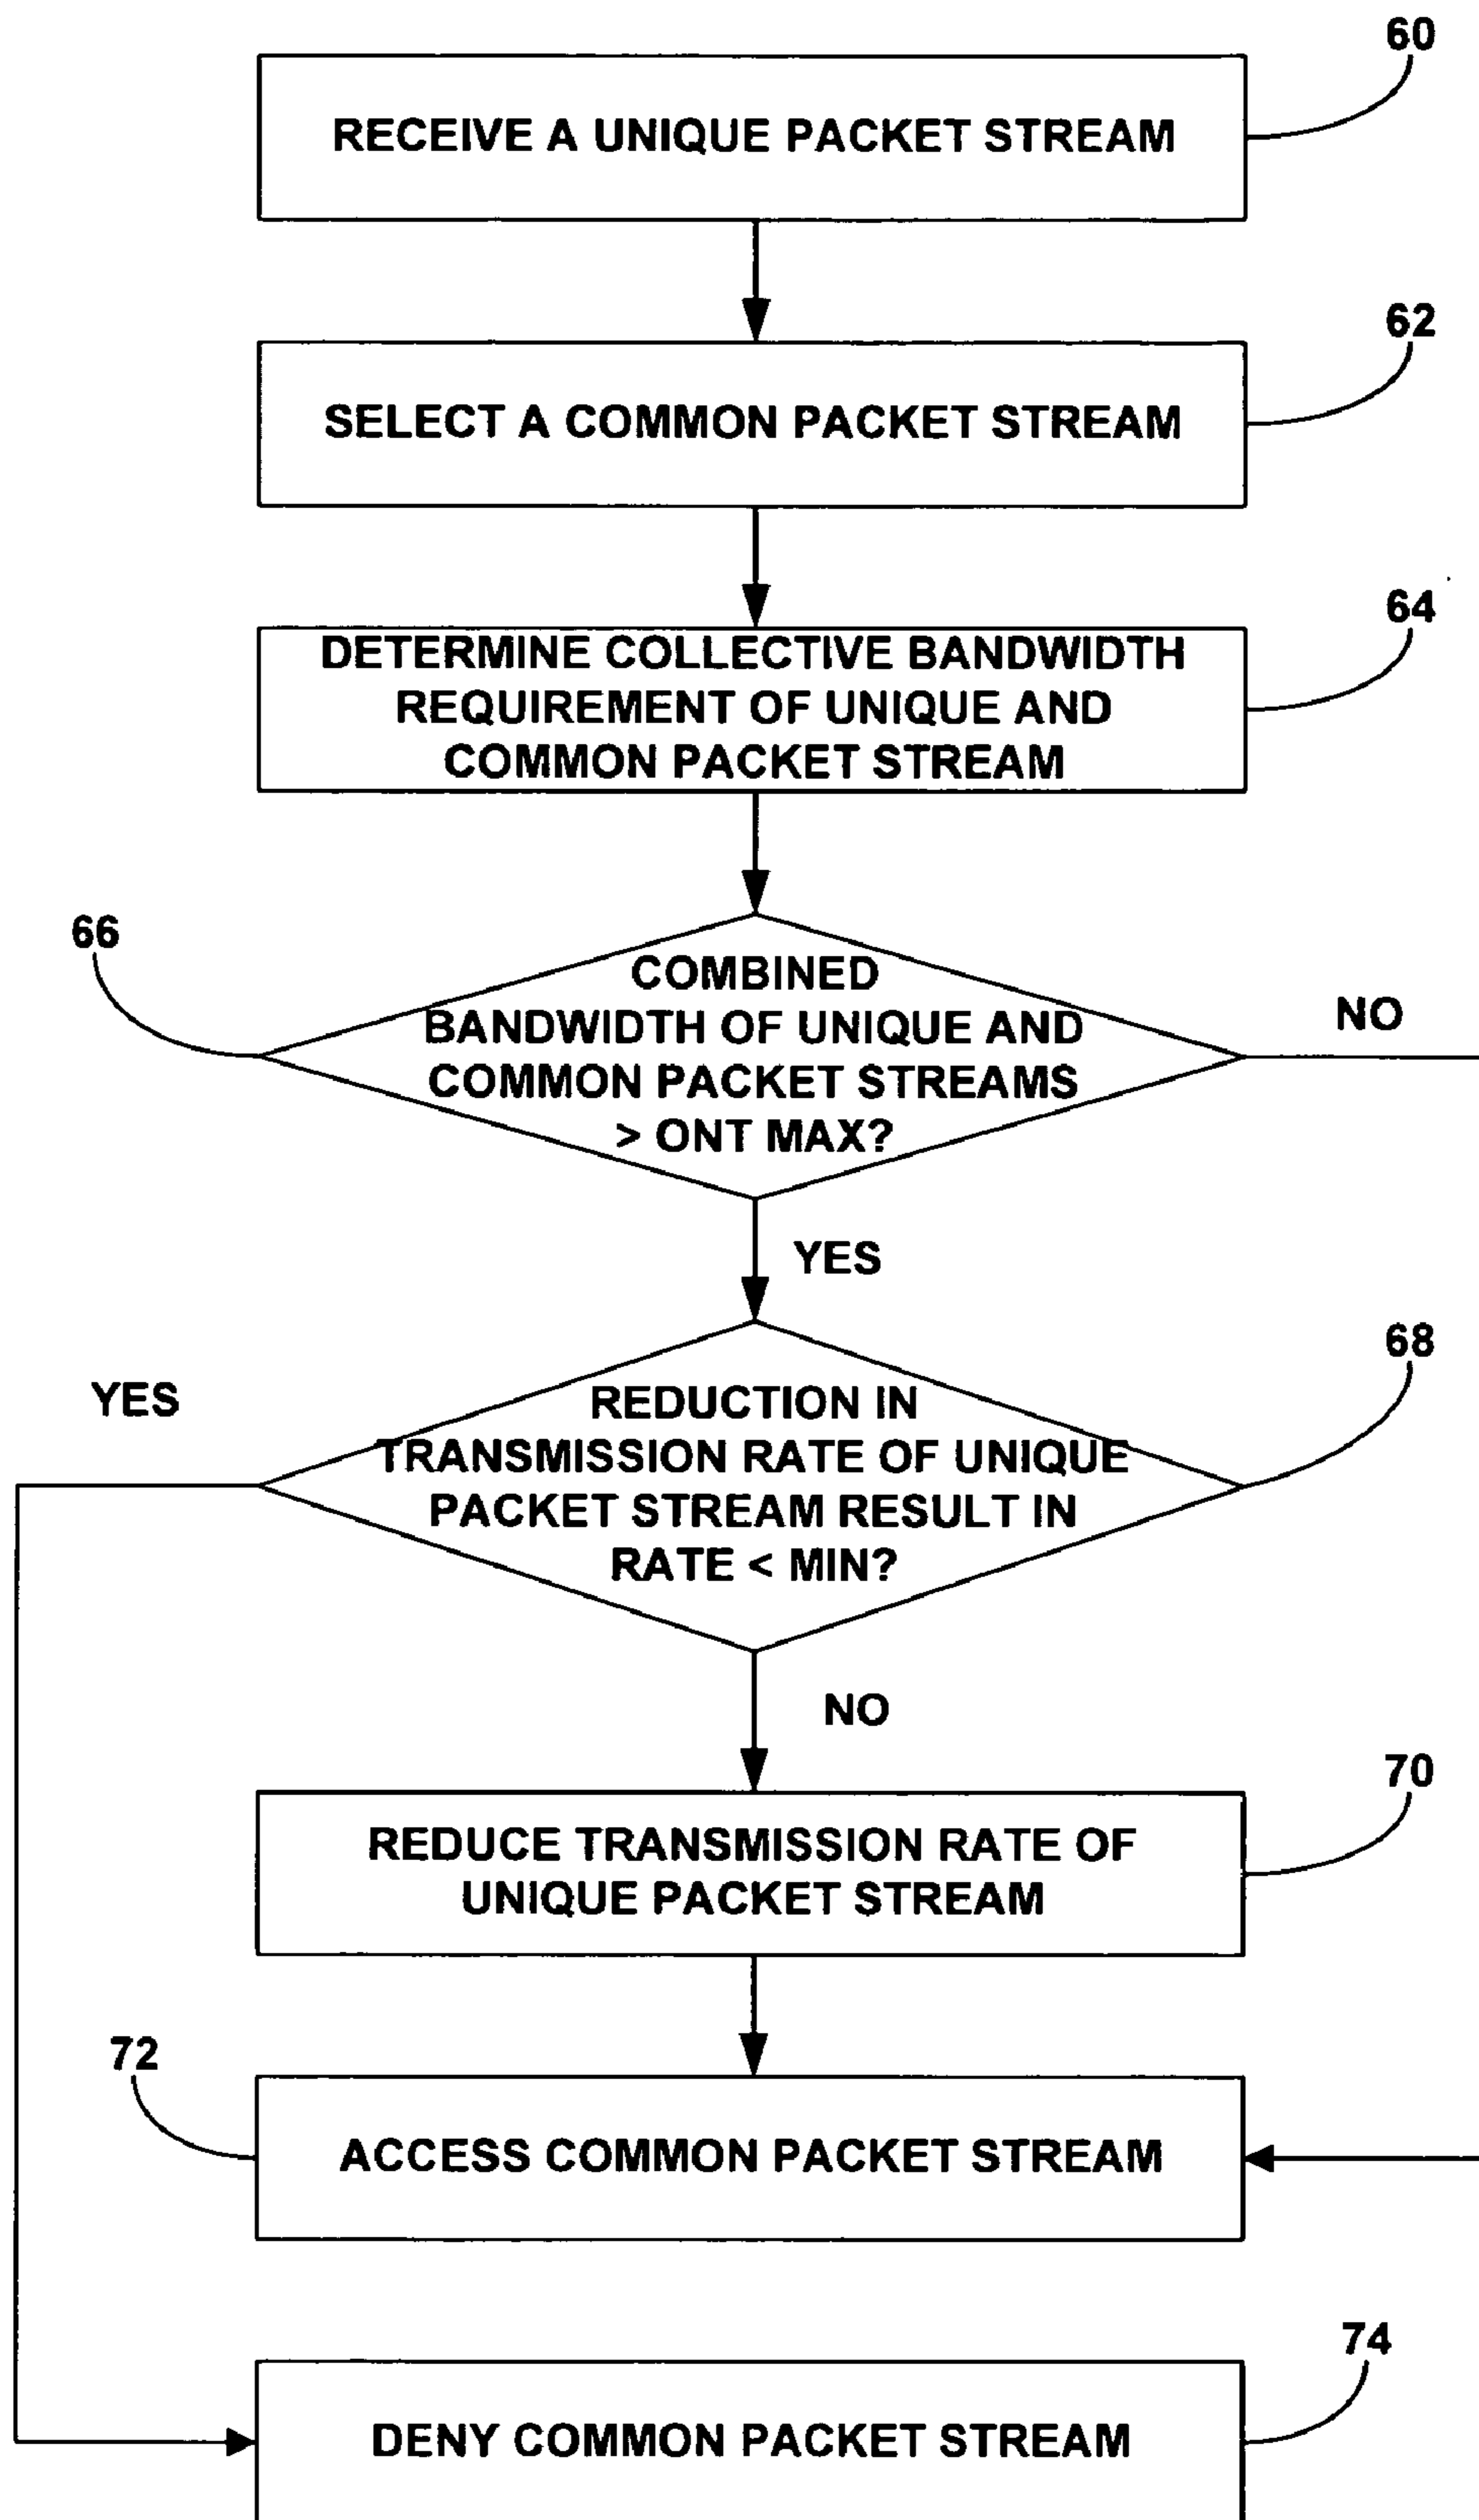 60
RECEIVE A UNIQUE PACKET STREAM
62
SELECT A COMMON PACKET STREAM
64
DETERMINE COLLECTIVE BANDWIDTH
REQUIREMENT OF UNIQUE AND
COMMON PACKET STREAM
66
COMBINED
BANDWIDTH OF UNIQUE AND
COMMON PACKET STREAMS
> ONT MAX?
NO
YES
68
YES
REDUCTION IN
TRANSMISSION RATE OF UNIQUE
PACKET STREAM RESULT IN
RATE < MIN?
NO
70
REDUCE TRANSMISSION RATE OF
UNIQUE PACKET STREAM
72
ACCESS COMMON PACKET STREAM
74
DENY COMMON PACKET STREAM